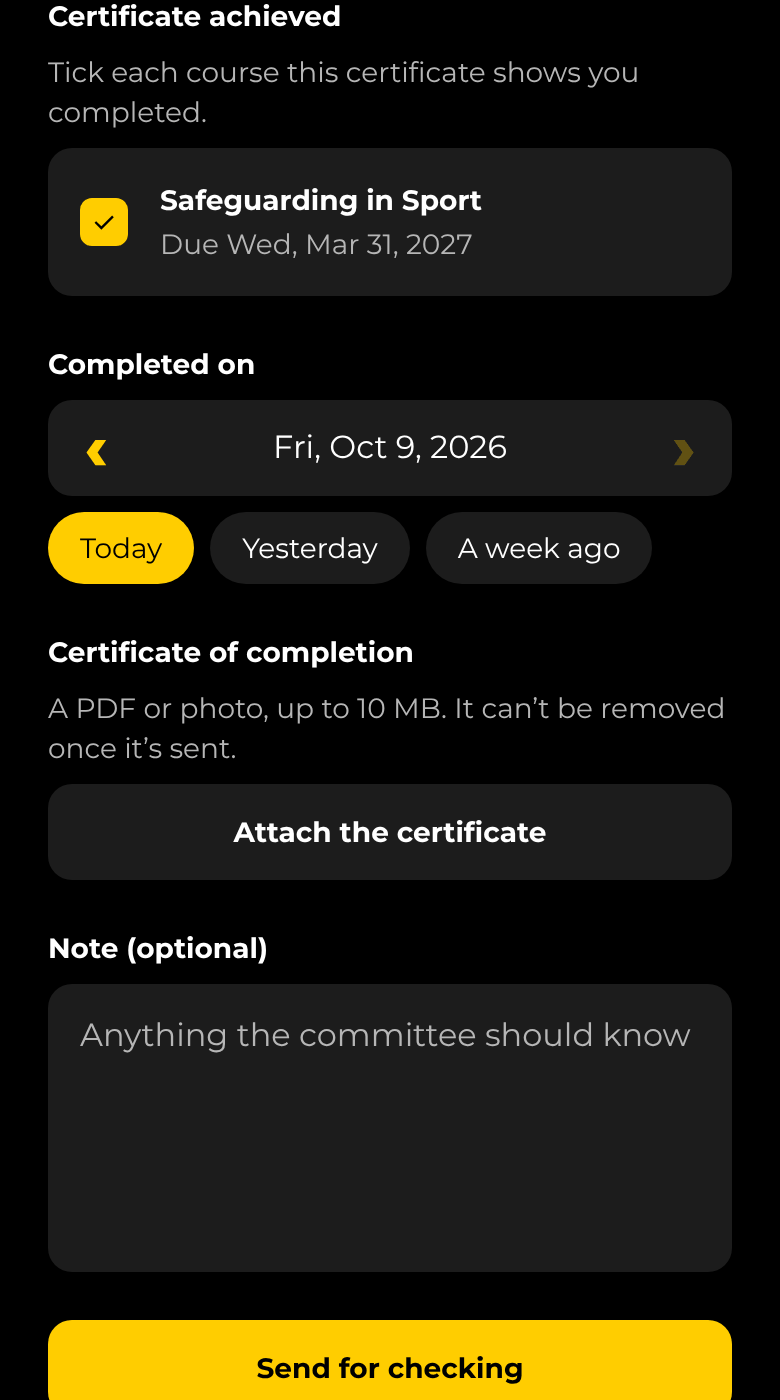 Certificate achieved
Tick each course this certificate shows you
completed.
Safeguarding in Sport
Due Wed, Mar 31, 2027
Completed on
‹ Fri, Oct 9, 2026 ›
Today Yesterday A week ago
Certificate of completion
A PDF or photo, up to 10 MB. It can’t be removed
once it’s sent.
Attach the certificate
Note (optional)
Anything the committee should know
Send for checking